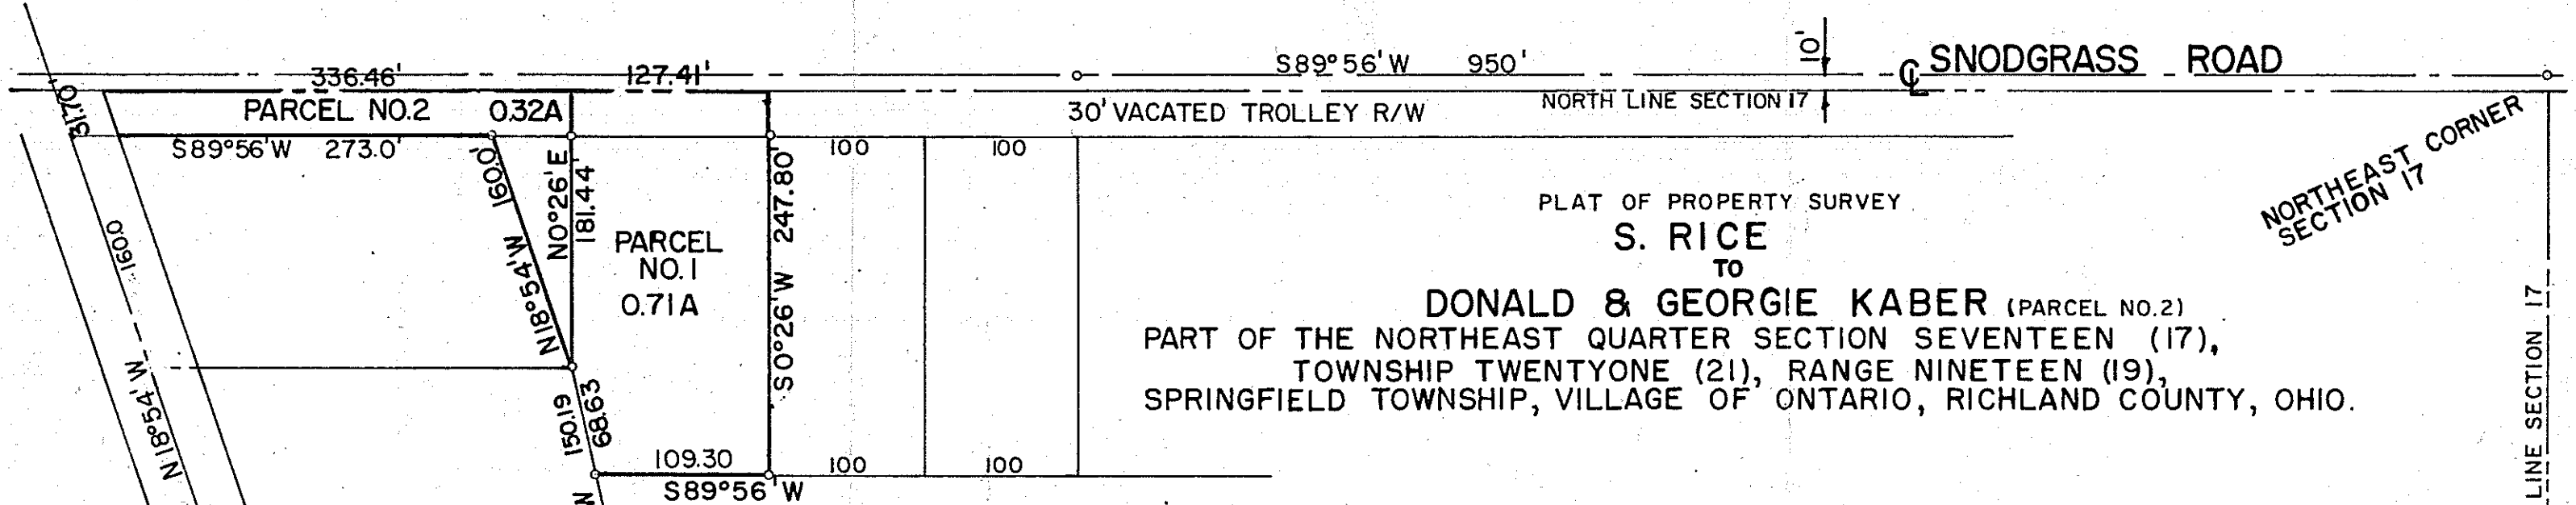 336.46'
127.41'
S89°56'W 950'
10'
℄ SNODGRASS ROAD
31.70'
PARCEL NO.2 0.32A
30' VACATED TROLLEY R/W
NORTH LINE SECTION 17
NORTHEAST CORNER
SECTION 17
S89°56'W 273.0'
160.0'
N18°54'W
N0°26'E
181.44'
PARCEL
NO.1
0.71A
S0°26'W 247.80'
100
100
160.0
N18°54'W
150.19
68.63
109.30
S89°56'W
100
100
N
PLAT OF PROPERTY SURVEY
S. RICE
TO
DONALD & GEORGIE KABER (PARCEL NO.2)
PART OF THE NORTHEAST QUARTER SECTION SEVENTEEN (17),
TOWNSHIP TWENTYONE (21), RANGE NINETEEN (19),
SPRINGFIELD TOWNSHIP, VILLAGE OF ONTARIO, RICHLAND COUNTY, OHIO.
LINE SECTION 17